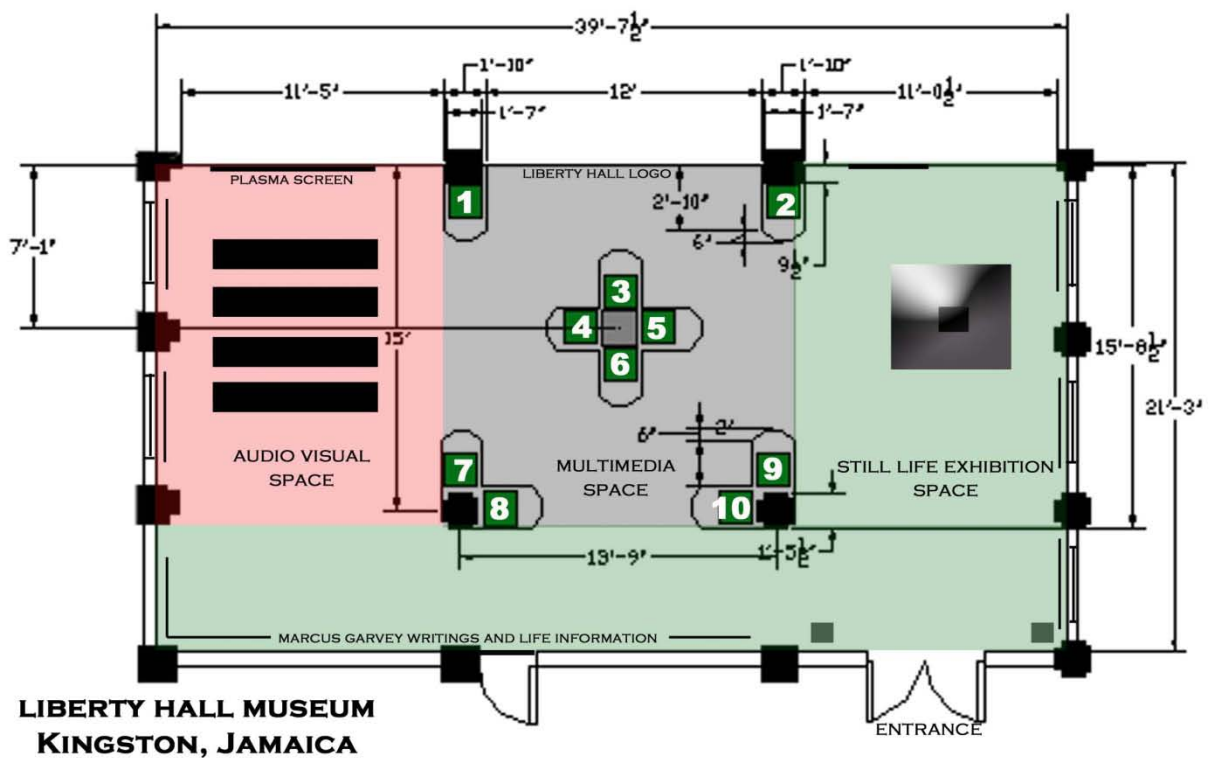 39'-7½"
1'-10"
1'-10"
11'-5"
12'
11'-0½"
1'-7"
1'-7"
PLASMA SCREEN
LIBERTY HALL LOGO
1
2
2'-10"
7'-1"
6"
9½"
3
4
5
15'
15'-8½"
6
21'-3"
6"
2'
AUDIO VISUAL
SPACE
7
MULTIMEDIA
SPACE
9
STILL LIFE EXHIBITION
SPACE
8
10
13'-9"
1'-5½"
MARCUS GARVEY WRITINGS AND LIFE INFORMATION
LIBERTY HALL MUSEUM
KINGSTON, JAMAICA
ENTRANCE